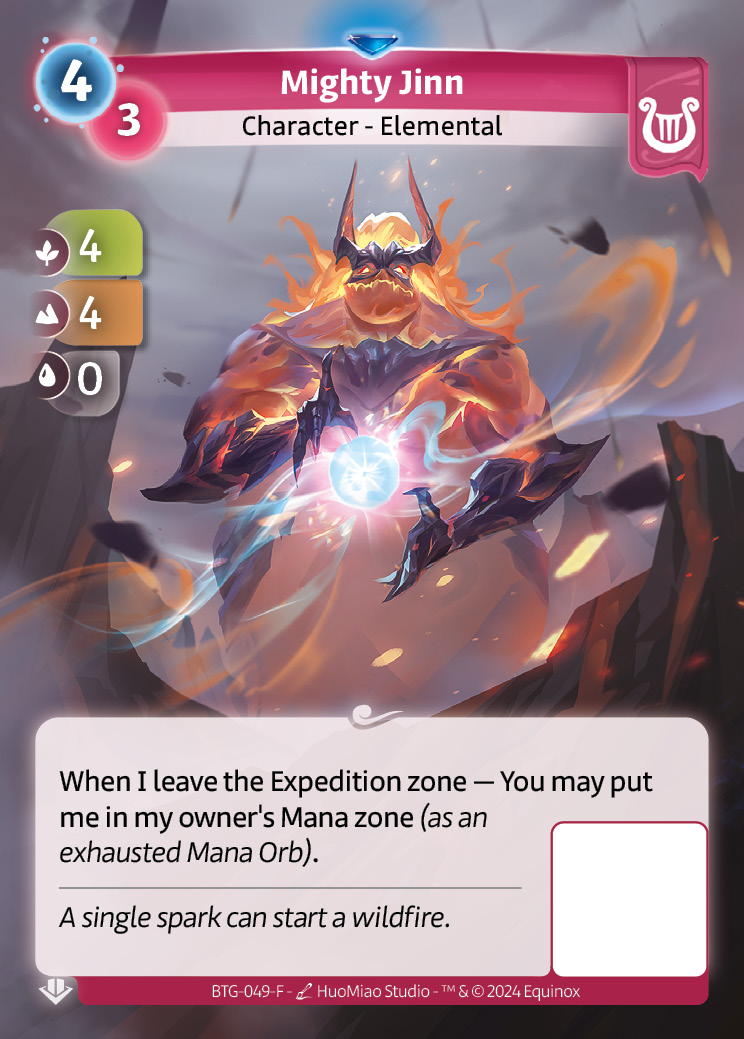 4
Mighty Jinn
3
Character - Elemental
4
4
0
When I leave the Expedition zone — You may put
me in my owner's Mana zone (as an
exhausted Mana Orb).
A single spark can start a wildfire.
BTG-049-F - HuoMiao Studio - ™ & © 2024 Equinox